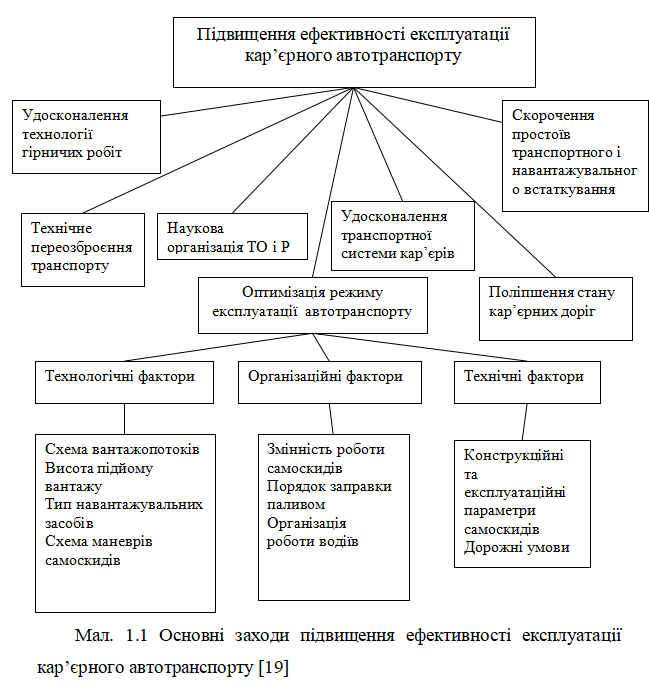 Підвищення ефективності експлуатації
кар’єрного автотранспорту
Удосконалення
технології
гірничих робіт
Скорочення
простоїв
транспортного і
навантажувальног
о встаткування
Технічне
переозброєння
транспорту
Наукова
організація ТО і Р
Удосконалення
транспортної
системи кар’єрів
Оптимізація режиму
експлуатації автотранспорту
Поліпшення стану
кар’єрних доріг
Технологічні фактори
Організаційні фактори
Технічні фактори
Схема вантажопотоків
Висота підйому
вантажу
Тип навантажувальних
засобів
Схема маневрів
самоскидів
Змінність роботи
самоскидів
Порядок заправки
паливом
Організація
роботи водіїв
Конструкційні
та
експлуатаційні
параметри
самоскидів
Дорожні умови
Мал. 1.1 Основні заходи підвищення ефективності експлуатації
кар’єрного автотранспорту [19]